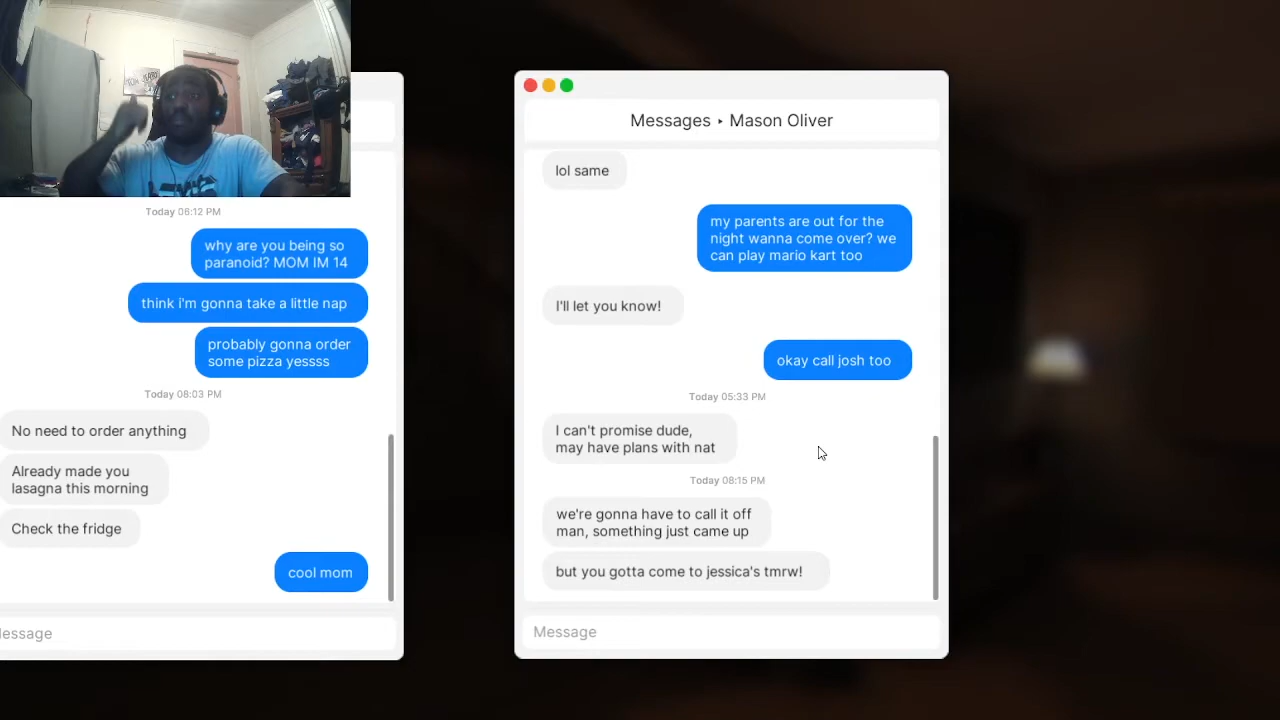 Today 06:12 PM
why are you being so
paranoid? MOM IM 14
think i'm gonna take a little nap
probably gonna order
some pizza yessss
Today 08:03 PM
No need to order anything
Already made you
lasagna this morning
Check the fridge
cool mom
Message
Messages ▸ Mason Oliver
lol same
my parents are out for the
night wanna come over? we
can play mario kart too
I'll let you know!
okay call josh too
Today 05:33 PM
I can't promise dude,
may have plans with nat
Today 08:15 PM
we're gonna have to call it off
man, something just came up
but you gotta come to jessica's tmrw!
Message